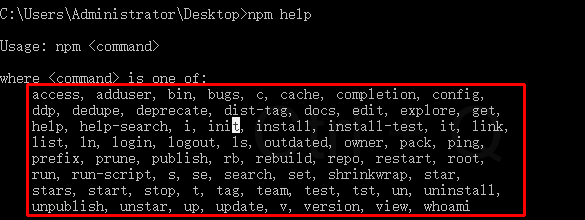 C:\Users\Administrator\Desktop>npm help
Usage: npm <command>
where <command> is one of:
access, adduser, bin, bugs, c, cache, completion, config,
ddp, dedupe, deprecate, dist-tag, docs, edit, explore, get,
help, help-search, i, init, install, install-test, it, link,
list, ln, login, logout, ls, outdated, owner, pack, ping,
prefix, prune, publish, rb, rebuild, repo, restart, root,
run, run-script, s, se, search, set, shrinkwrap, star,
stars, start, stop, t, tag, team, test, tst, un, uninstall,
unpublish, unstar, up, update, v, version, view, whoami